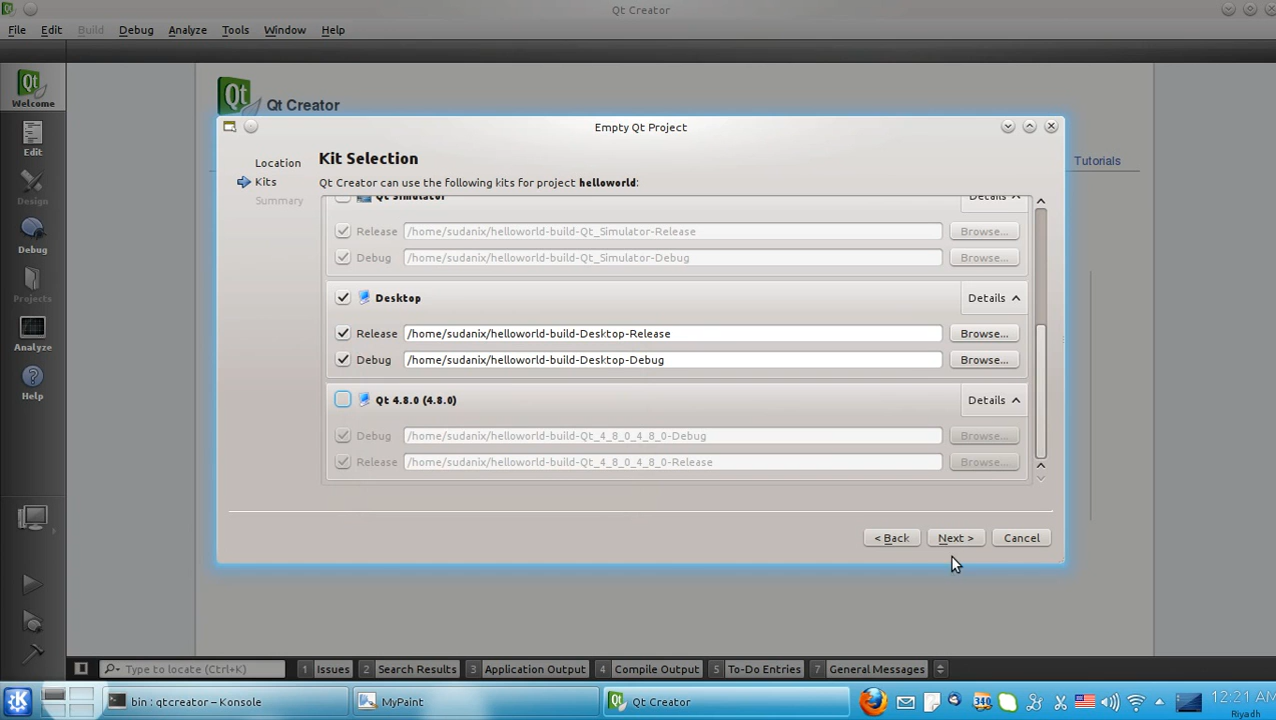 Qt Creator
File Edit Build Debug Analyze Tools Window Help
Qt Welcome
Edit
Design
Debug
Projects
Analyze
Help
Qt Qt Creator
Tutorials
Empty Qt Project
Location
Kits
Summary
Kit Selection
Qt Creator can use the following kits for project helloworld:
Qt Simulator Details
Release /home/sudanix/helloworld-build-Qt_Simulator-Release Browse...
Debug /home/sudanix/helloworld-build-Qt_Simulator-Debug Browse...
Desktop Details
Release /home/sudanix/helloworld-build-Desktop-Release Browse...
Debug /home/sudanix/helloworld-build-Desktop-Debug Browse...
Qt 4.8.0 (4.8.0) Details
Debug /home/sudanix/helloworld-build-Qt_4_8_0_4_8_0-Debug Browse...
Release /home/sudanix/helloworld-build-Qt_4_8_0_4_8_0-Release Browse...
< Back Next > Cancel
Type to locate (Ctrl+K) 1 Issues 2 Search Results 3 Application Output 4 Compile Output 5 To-Do Entries 7 General Messages
bin : qtcreator – Konsole MyPaint Qt Creator 340 12:21 AM
Riyadh